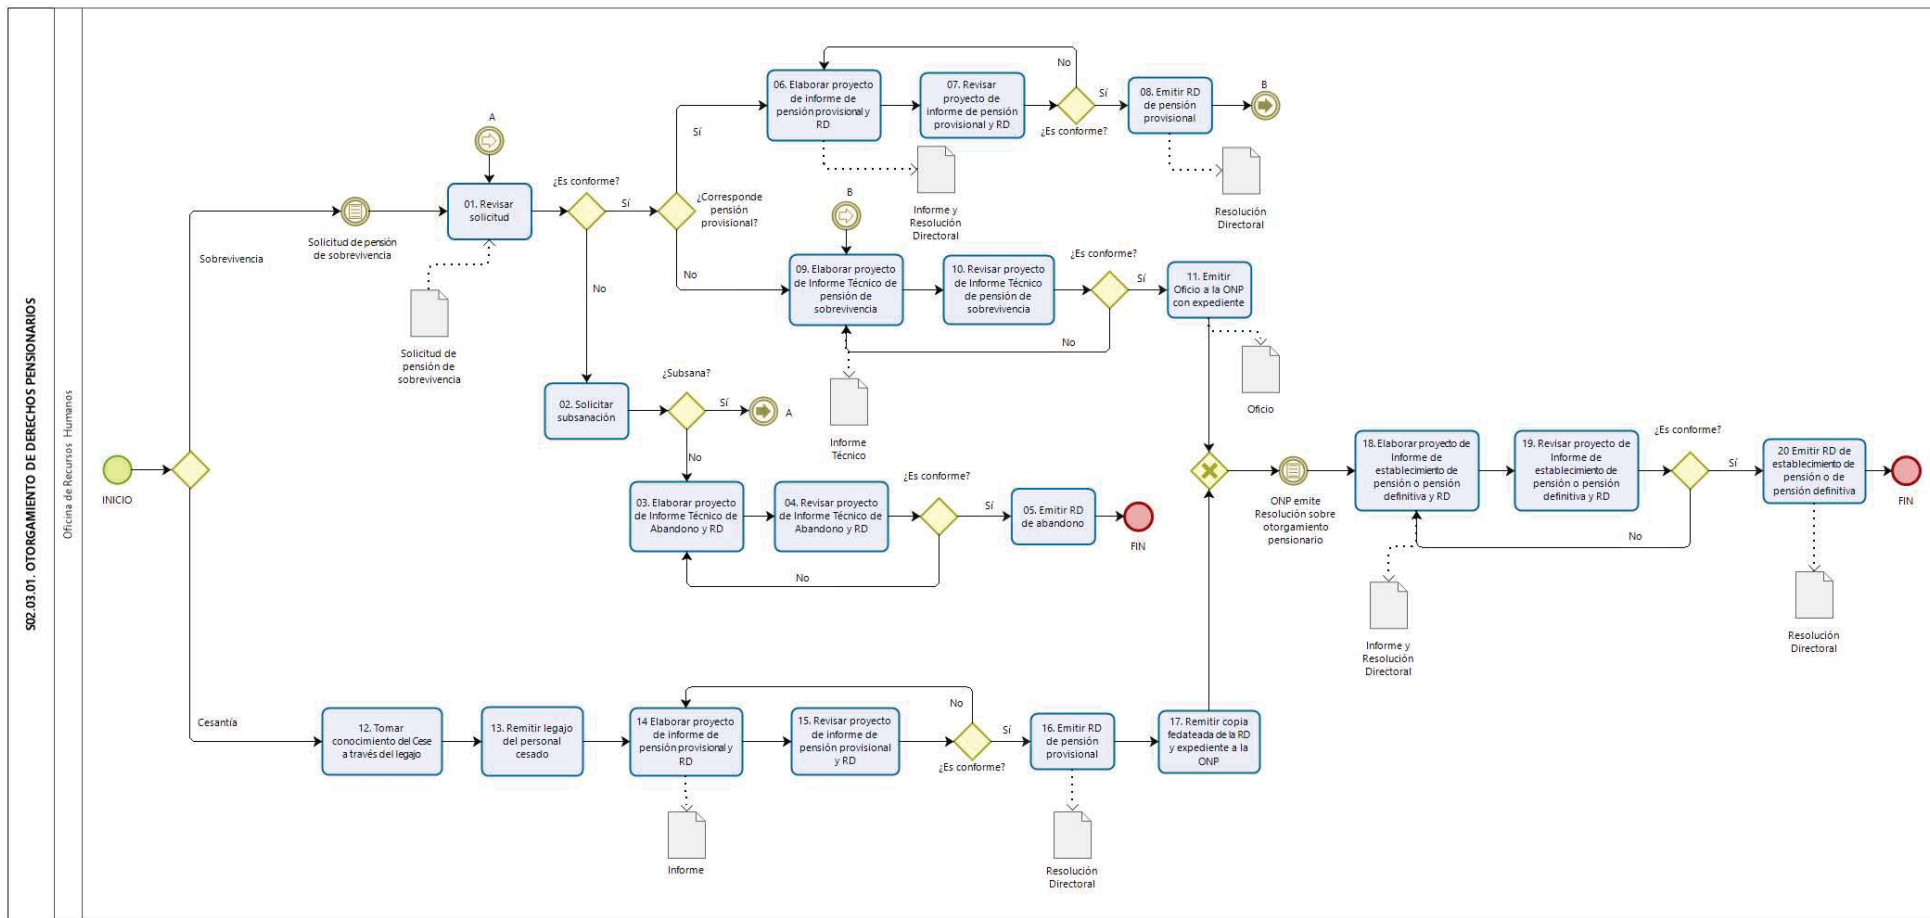 S02.03.01. OTORGAMIENTO DE DERECHOS PENSIONARIOS
Oficina de Recursos Humanos
INICIO
Sobrevivencia
Solicitud de pensión
de sobrevivencia
A
01. Revisar
solicitud
Solicitud de
pensión de
sobrevivencia
¿Es conforme?
Sí
No
¿Corresponde
pensión
provisional?
Sí
No
06. Elaborar proyecto
de informe de
pensión provisional y
RD
07. Revisar
proyecto de
informe de pensión
provisional y RD
No
Sí
¿Es conforme?
08. Emitir RD
de pensión
provisional
B
Informe y
Resolución
Directoral
Resolución
Directoral
B
09. Elaborar proyecto
de Informe Técnico de
pensión de
sobrevivencia
10. Revisar proyecto
de Informe Técnico
de pensión de
sobrevivencia
¿Es conforme?
Sí
No
11. Emitir
Oficio a la ONP
con expediente
Informe
Técnico
Oficio
02. Solicitar
subsanación
¿Subsana?
Sí
A
No
03. Elaborar proyecto
de Informe Técnico de
Abandono y RD
04. Revisar proyecto
de Informe Técnico de
Abandono y RD
¿Es conforme?
Sí
No
05. Emitir RD
de abandono
FIN
Cesantía
12. Tomar
conocimiento del Cese
a través del legajo
13. Remitir legajo
del personal
cesado
14 Elaborar proyecto
de informe de
pensión provisional y
RD
15. Revisar proyecto
de informe de
pensión provisional
y RD
No
Sí
¿Es conforme?
16. Emitir RD
de pensión
provisional
17. Remitir copia
fedateada de la RD
y expediente a la
ONP
Informe
Resolución
Directoral
ONP emite
Resolución sobre
otorgamiento
pensionario
18. Elaborar proyecto de
Informe de
establecimiento de
pensión o pensión
definitiva y RD
19. Revisar proyecto de
Informe de
establecimiento de
pensión o pensión
definitiva y RD
¿Es conforme?
Sí
No
20 Emitir RD de
establecimiento de
pensión o de
pensión definitiva
FIN
Informe y
Resolución
Directoral
Resolución
Directoral